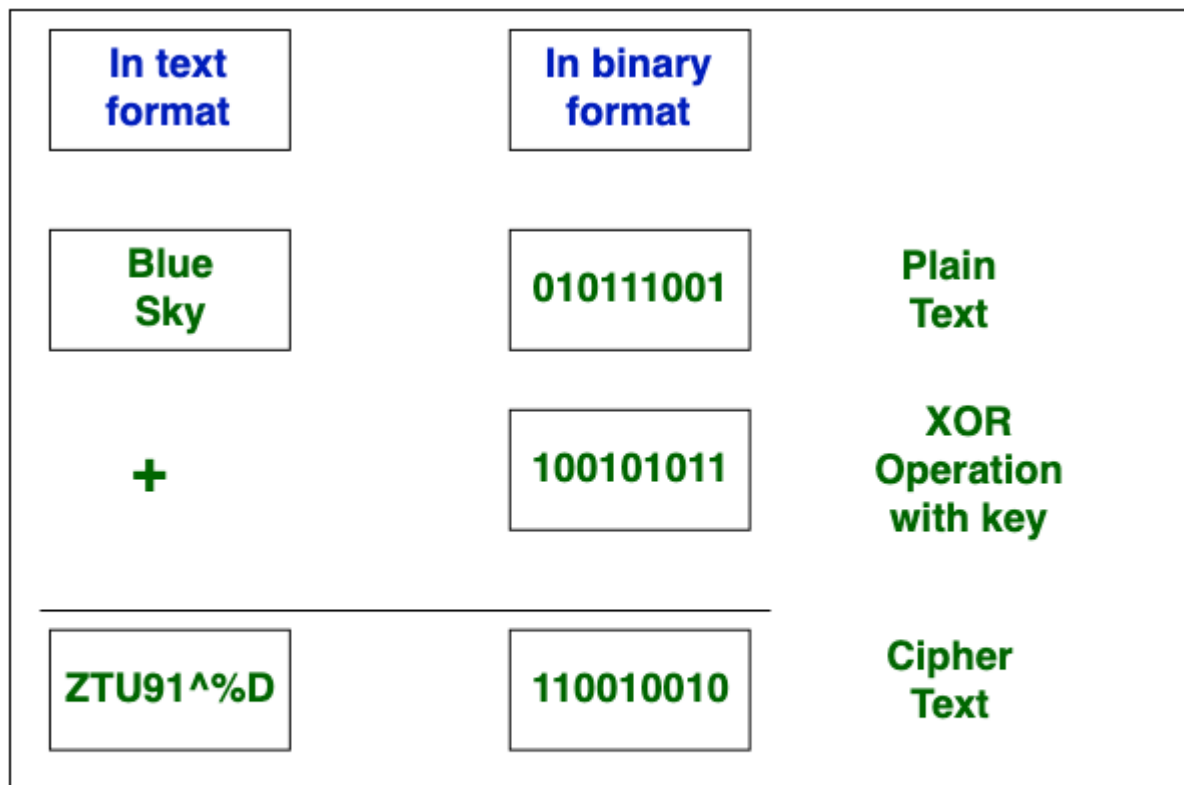 In text
format
In binary
format
Blue
Sky
010111001
Plain
Text
+
100101011
XOR
Operation
with key
ZTU91^%D
110010010
Cipher
Text